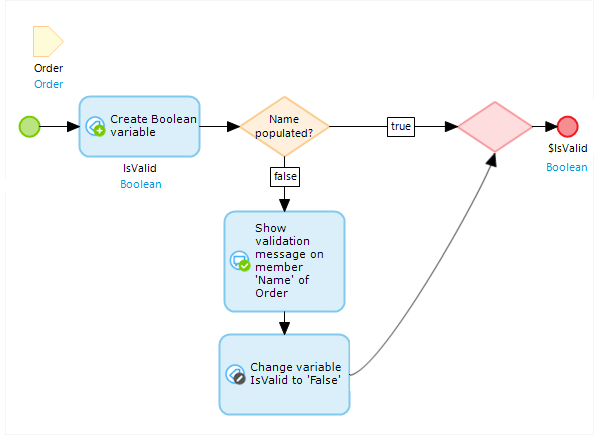 Order
Order
Create Boolean
variable
IsValid
Boolean
Name
populated?
true
$IsValid
Boolean
false
Show
validation
message on
member
'Name' of
Order
Change variable
IsValid to 'False'